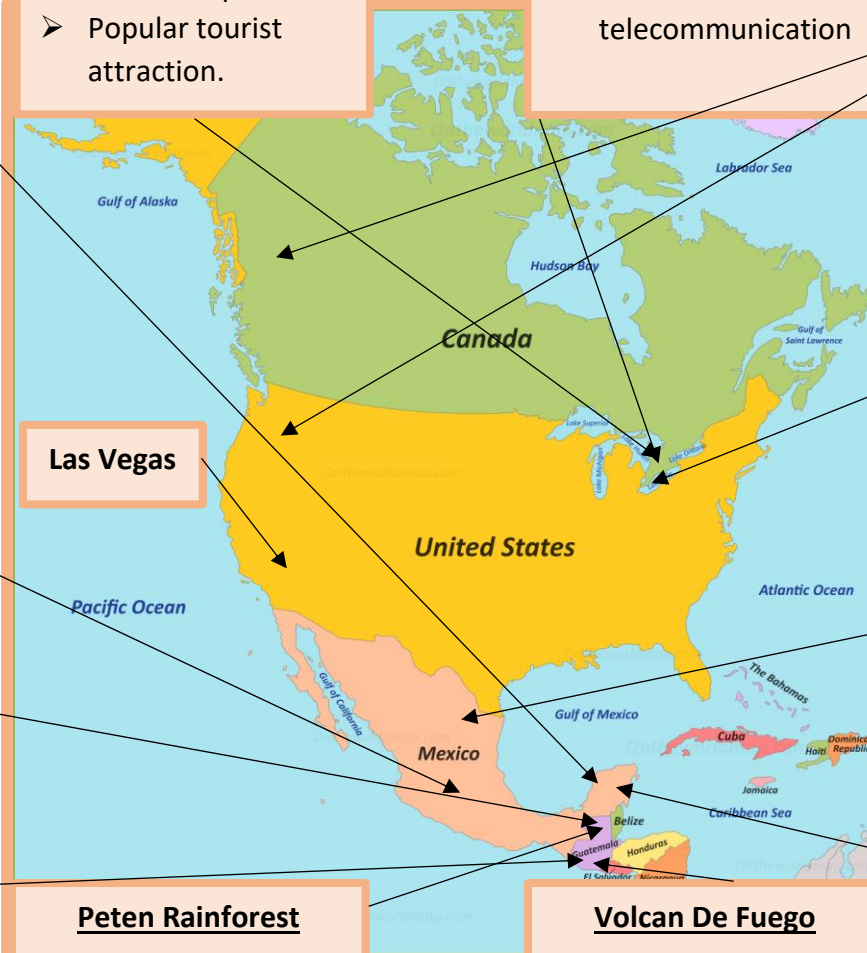 ➢ Popular tourist
attraction.
telecommunication
Labrador Sea
Gulf of Alaska
Hudson Bay
Canada
Gulf of
Saint Lawrence
Lake Superior
Lake Ontario
Lake Michigan
Las Vegas
United States
Pacific Ocean
Atlantic Ocean
Gulf of California
The Bahamas
Gulf of Mexico
Cuba
Haiti
Mexico
Jamaica
Caribbean Sea
Belize
Guatemala
Honduras
El Salvador
Peten Rainforest
Volcan De Fuego